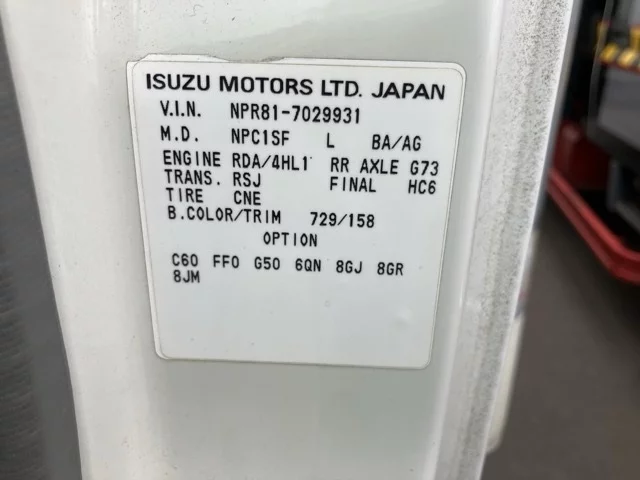 ISUZU MOTORS LTD. JAPAN
V.I.N. NPR81-7029931
M.D. NPC1SF L BA/AG
ENGINE RDA/4HL1 RR AXLE G73
TRANS. RSJ FINAL HC6
TIRE CNE
B.COLOR/TRIM 729/158
OPTION
C60 FF0 G50 6QN 8GJ 8GR
8JM